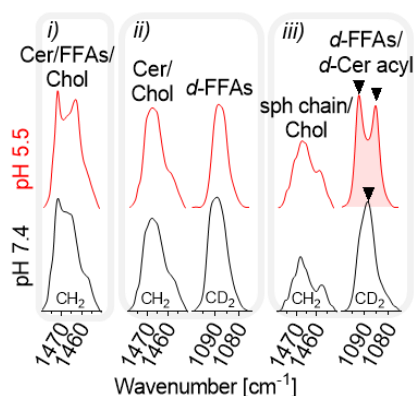 i)
Cer/FFAs/
Chol
ii)
Cer/
Chol
d-FFAs
iii)
d-FFAs/
d-Cer acyl
sph chain/
Chol
pH 5.5
pH 7.4
CH₂
CH₂
CD₂
CH₂
CD₂
1470
1460
1470
1460
1090
1080
1470
1460
1090
1080
Wavenumber [cm⁻¹]